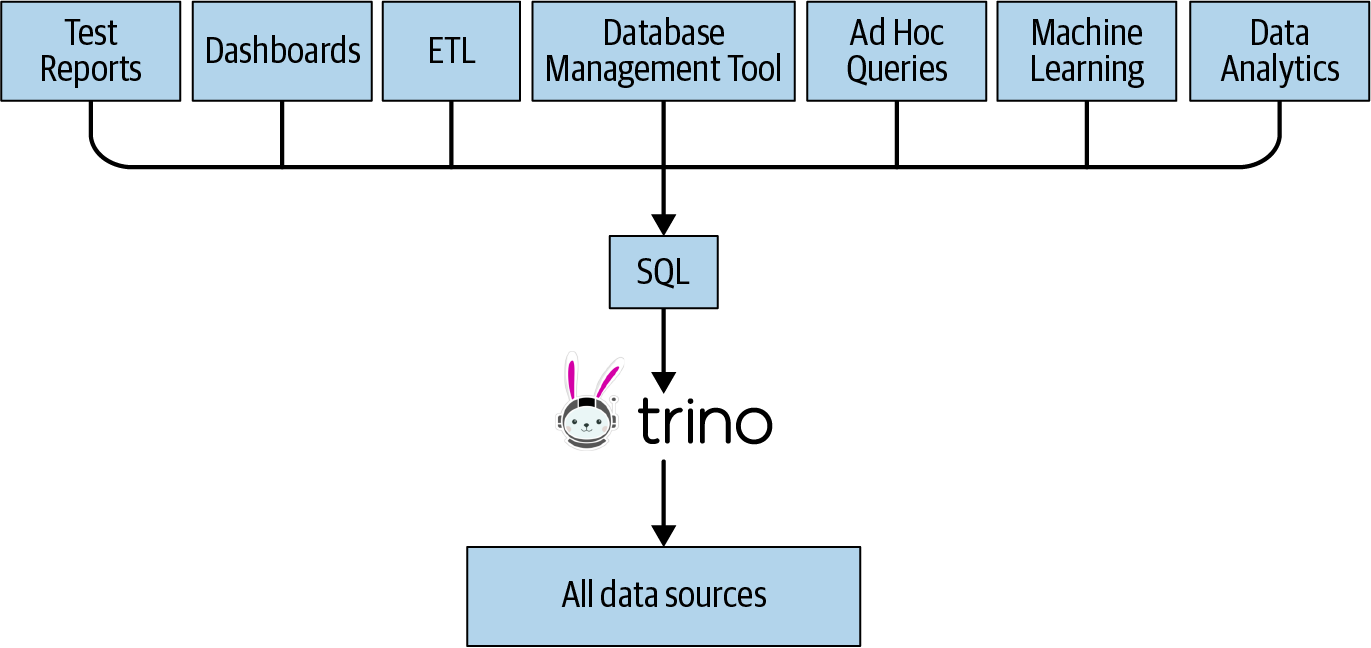 Test
Reports
Dashboards
ETL
Database
Management Tool
Ad Hoc
Queries
Machine
Learning
Data
Analytics
SQL
trino
All data sources